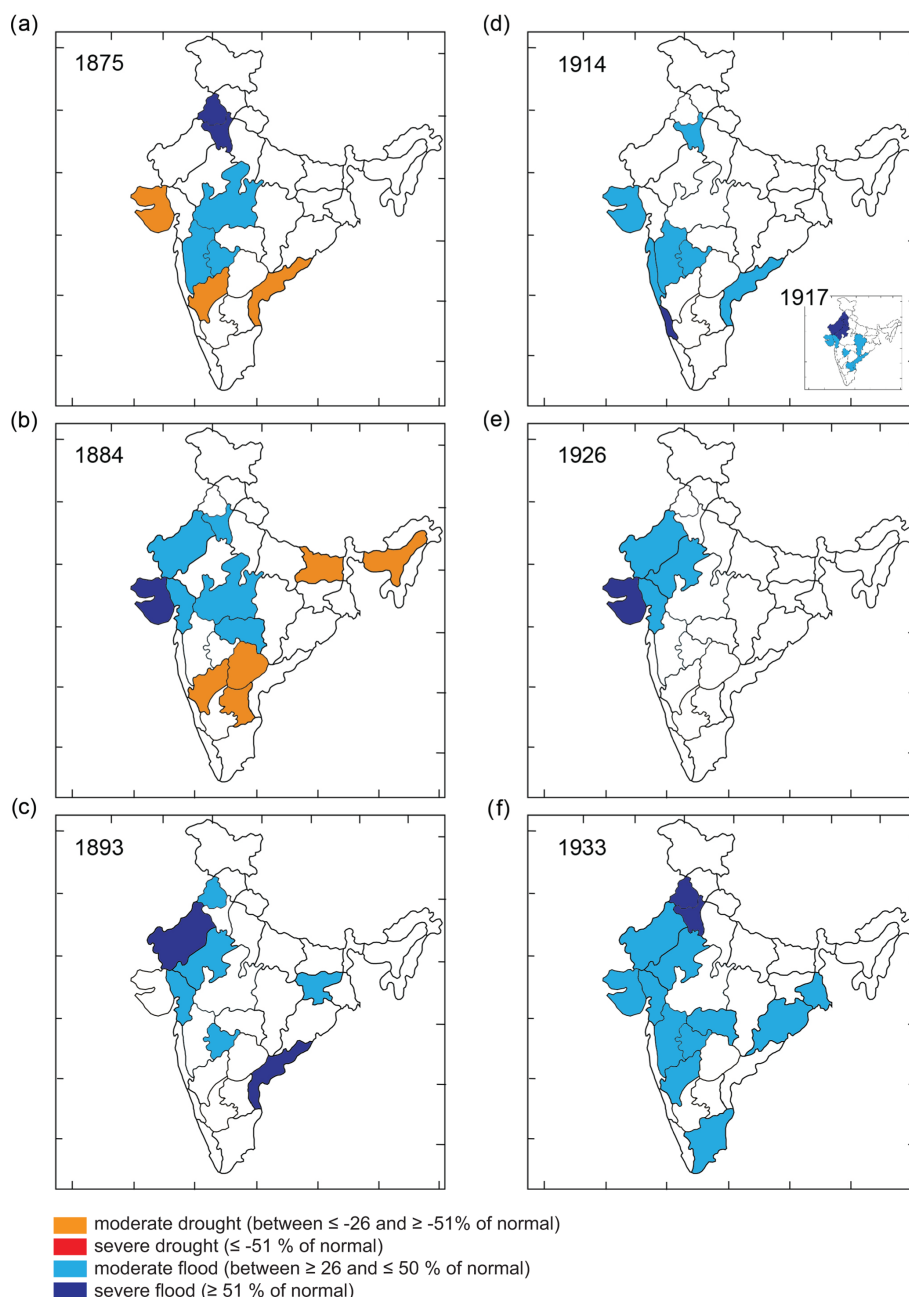 (a)
1875
(d)
1914
1917
(b)
1884
(e)
1926
(c)
1893
(f)
1933
moderate drought (between ≤ -26 and ≥ -51% of normal)
severe drought (≤ -51 % of normal)
moderate flood (between ≥ 26 and ≤ 50 % of normal)
severe flood (≥ 51 % of normal)